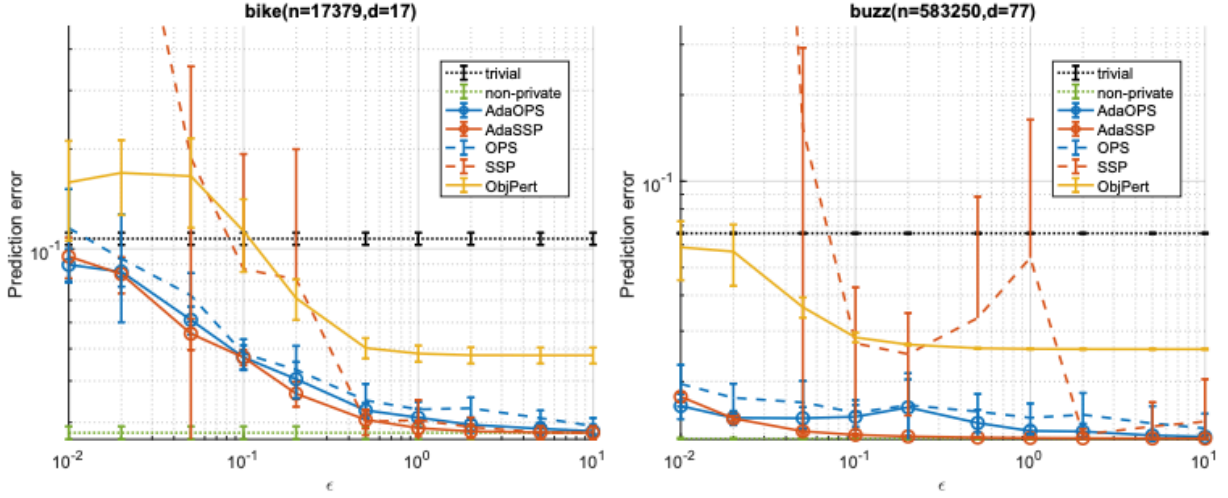 bike(n=17379,d=17)
Prediction error
10^-1
trivial
non-private
AdaOPS
AdaSSP
OPS
SSP
ObjPert
10^-2 10^-1 10^0 10^1
ϵ
buzz(n=583250,d=77)
Prediction error
10^-1
trivial
non-private
AdaOPS
AdaSSP
OPS
SSP
ObjPert
10^-2 10^-1 10^0 10^1
ϵ